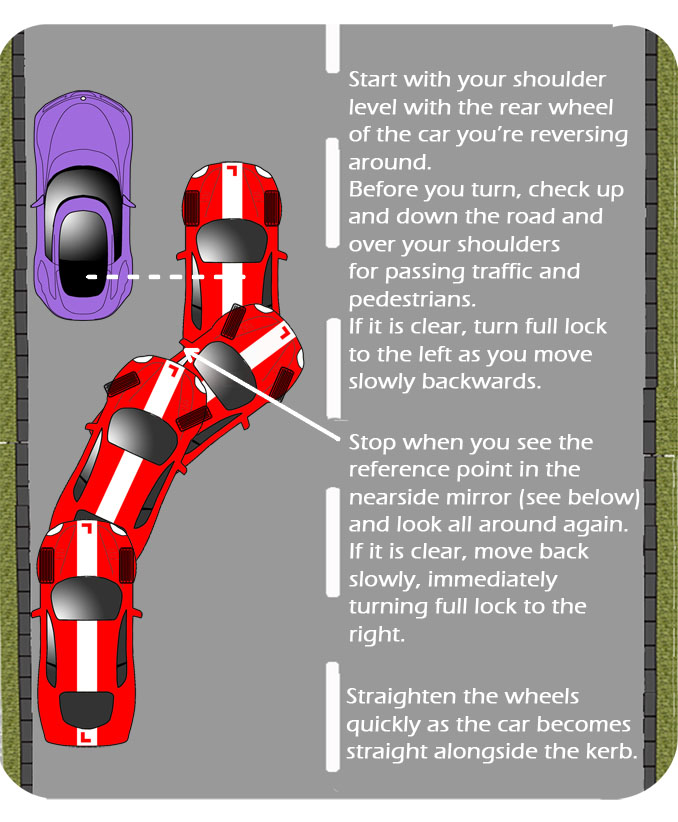 Start with your shoulder
level with the rear wheel
of the car you’re reversing
around.
Before you turn, check up
and down the road and
over your shoulders
for passing traffic and
pedestrians.
If it is clear, turn full lock
to the left as you move
slowly backwards.
Stop when you see the
reference point in the
nearside mirror (see below)
and look all around again.
If it is clear, move back
slowly, immediately
turning full lock to the
right.
Straighten the wheels
quickly as the car becomes
straight alongside the kerb.